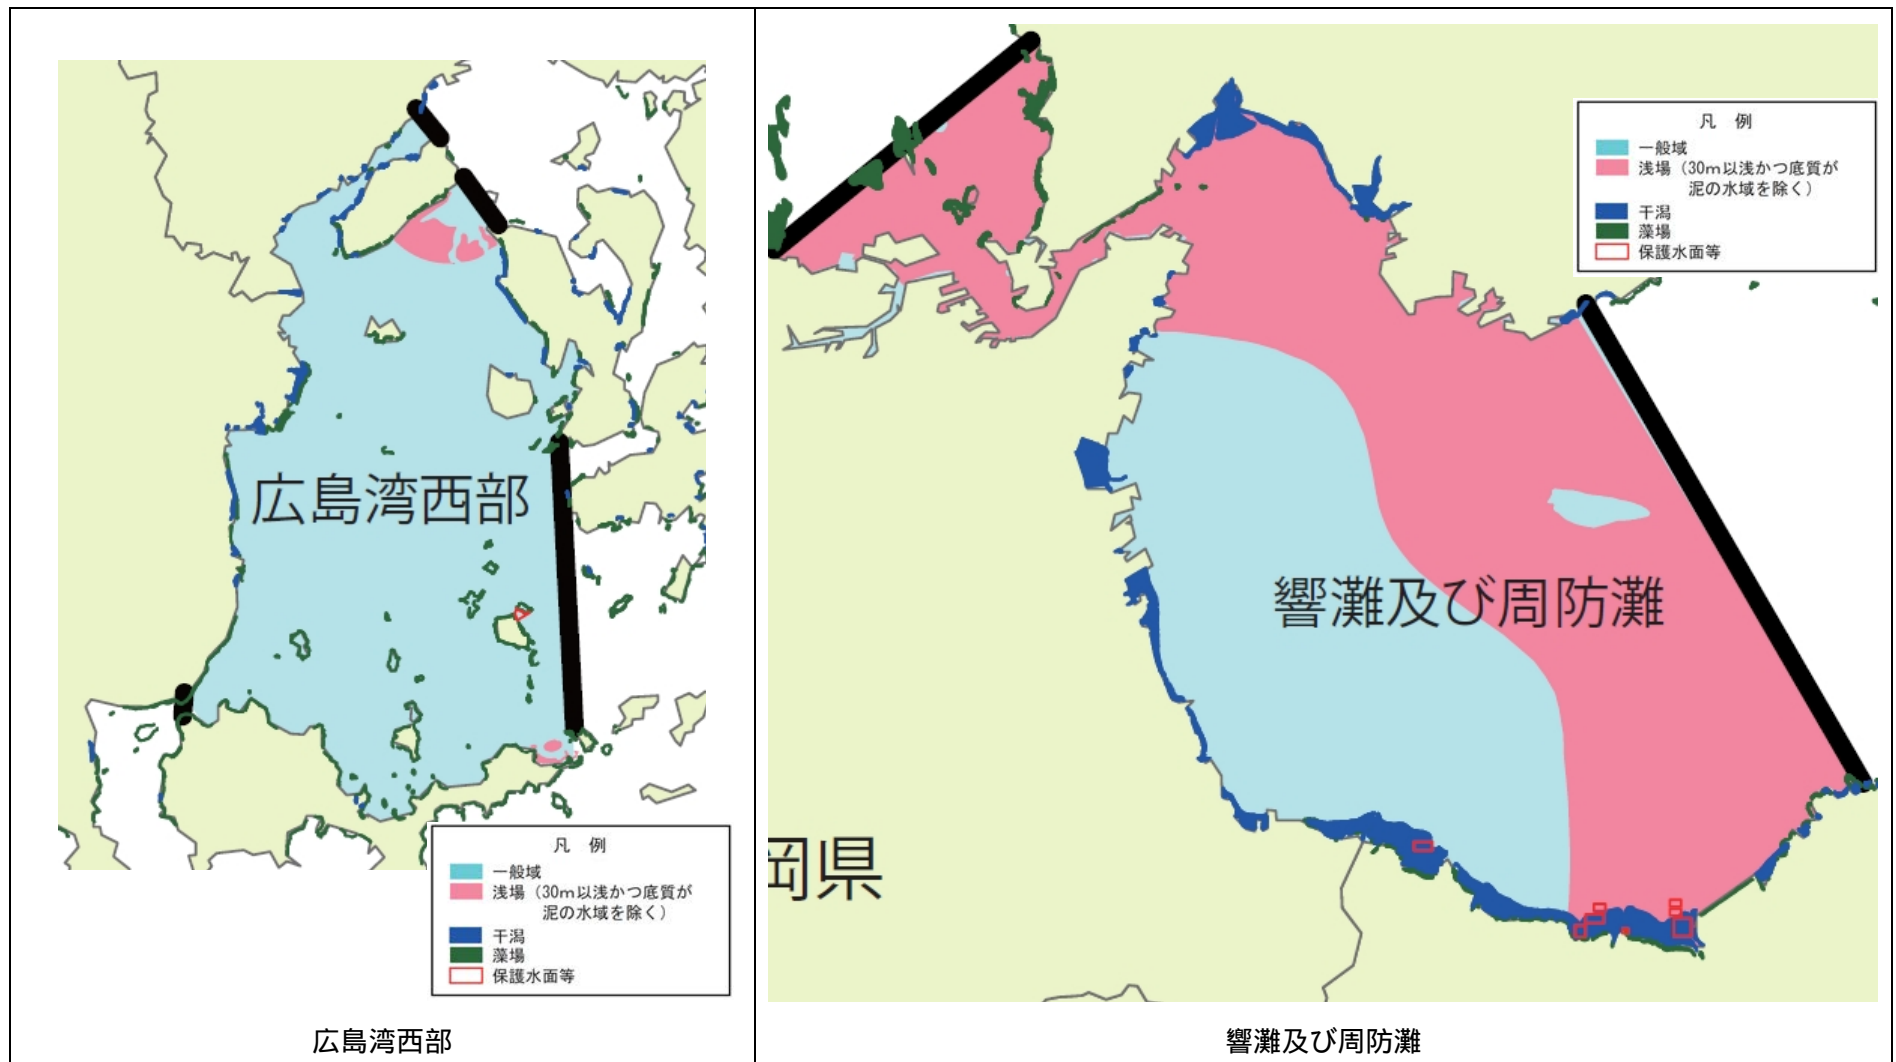 広島湾西部
凡 例
一般域
浅場（30m以浅かつ底質が
泥の水域を除く）
干潟
藻場
保護水面等
広島湾西部
凡 例
一般域
浅場（30m以浅かつ底質が
泥の水域を除く）
干潟
藻場
保護水面等
響灘及び周防灘
岡県
響灘及び周防灘